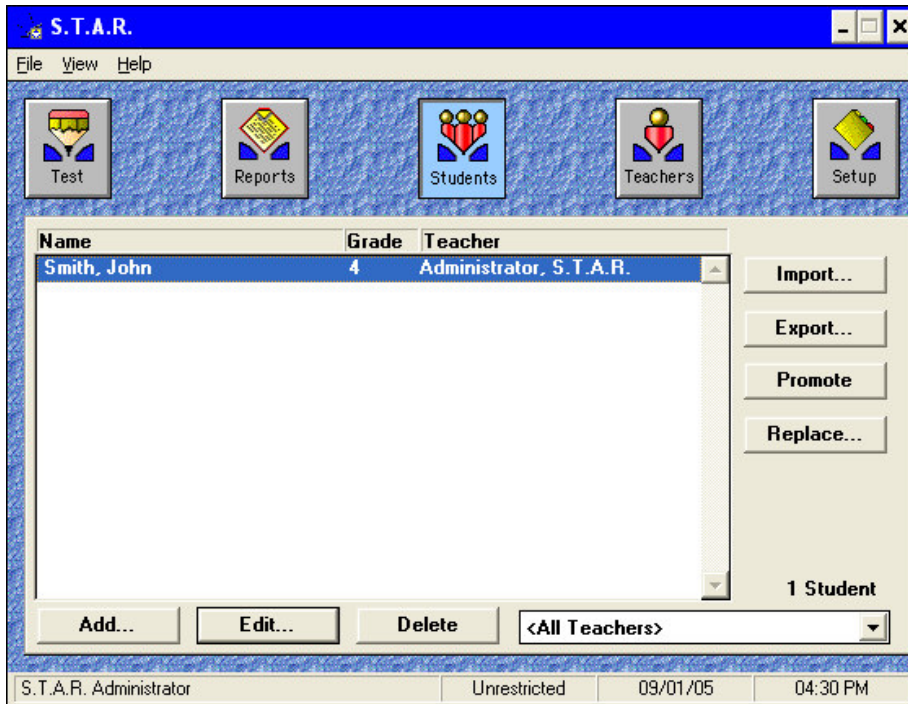 S.T.A.R.
File View Help
Test Reports Students Teachers Setup
Name Grade Teacher
Smith, John 4 Administrator, S.T.A.R.
Import...
Export...
Promote
Replace...
1 Student
Add... Edit... Delete <All Teachers>
S.T.A.R. Administrator Unrestricted 09/01/05 04:30 PM